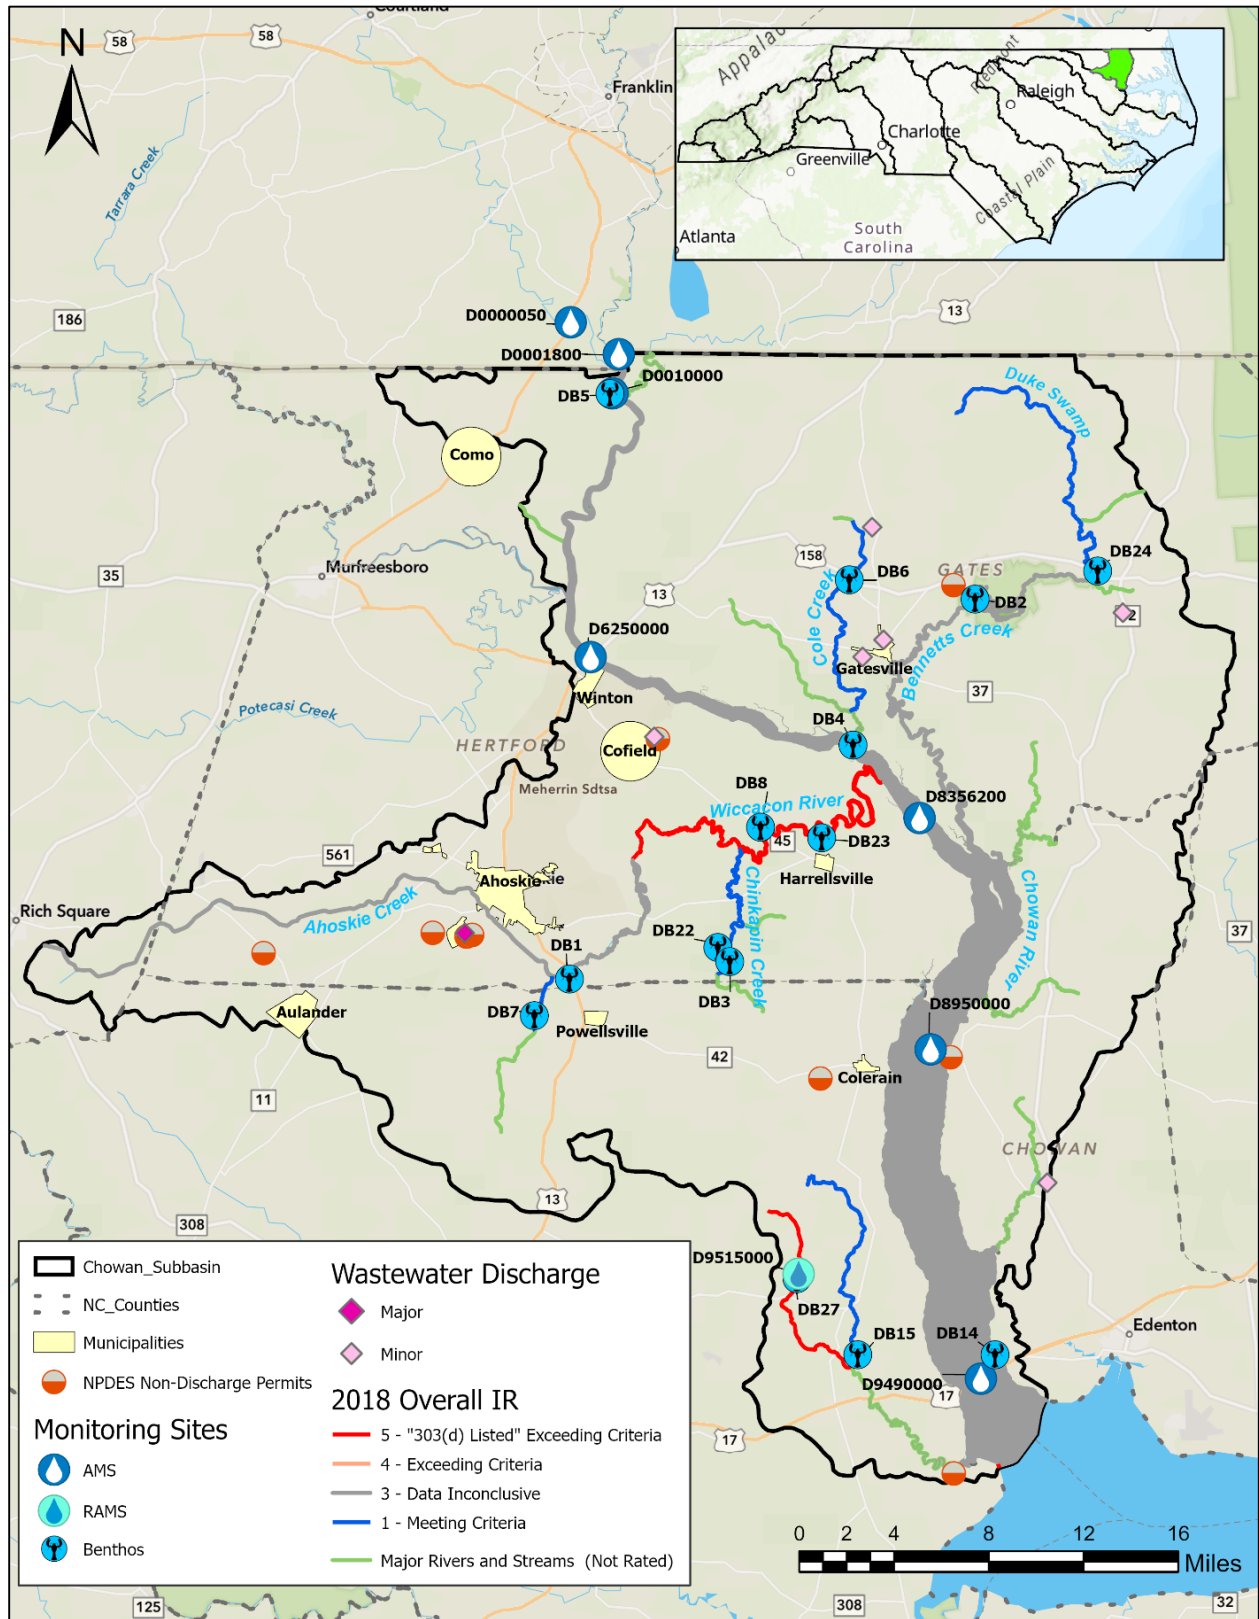 Courtland
N
58
58
Franklin
Appalac
Piedmont
Raleigh
Charlotte
Greenville
Coastal Plain
South
Carolina
Atlanta
Tarrara Creek
186
13
D0000050
D0001800
D0010000
DB5
Duke Swamp
Como
158
DB24
35
Murfreesboro
DB6
GATES
DB2
13
2
D6250000
Cole Creek
Bennetts Creek
Gatesville
37
Winton
Potecasi Creek
DB4
HERTFORD
Cofield
Meherrin Sdtsa
DB8
D8356200
Wiccacon River
45
DB23
561
Harrellsville
Ahoskie
kie
Chinkapin Creek
Chowan River
Rich Square
Ahoskie Creek
37
DB22
DB1
DB3
D8950000
Aulander
DB7
Powellsville
42
Colerain
11
CHOWAN
13
308
D9515000
DB27
DB15
DB14
Edenton
D9490000
17
17
Chowan_Subbasin
NC_Counties
Municipalities
NPDES Non-Discharge Permits
Monitoring Sites
AMS
RAMS
Benthos
Wastewater Discharge
Major
Minor
2018 Overall IR
5 - "303(d) Listed" Exceeding Criteria
4 - Exceeding Criteria
3 - Data Inconclusive
1 - Meeting Criteria
Major Rivers and Streams (Not Rated)
0 2 4 8 12 16
Miles
125
308
32